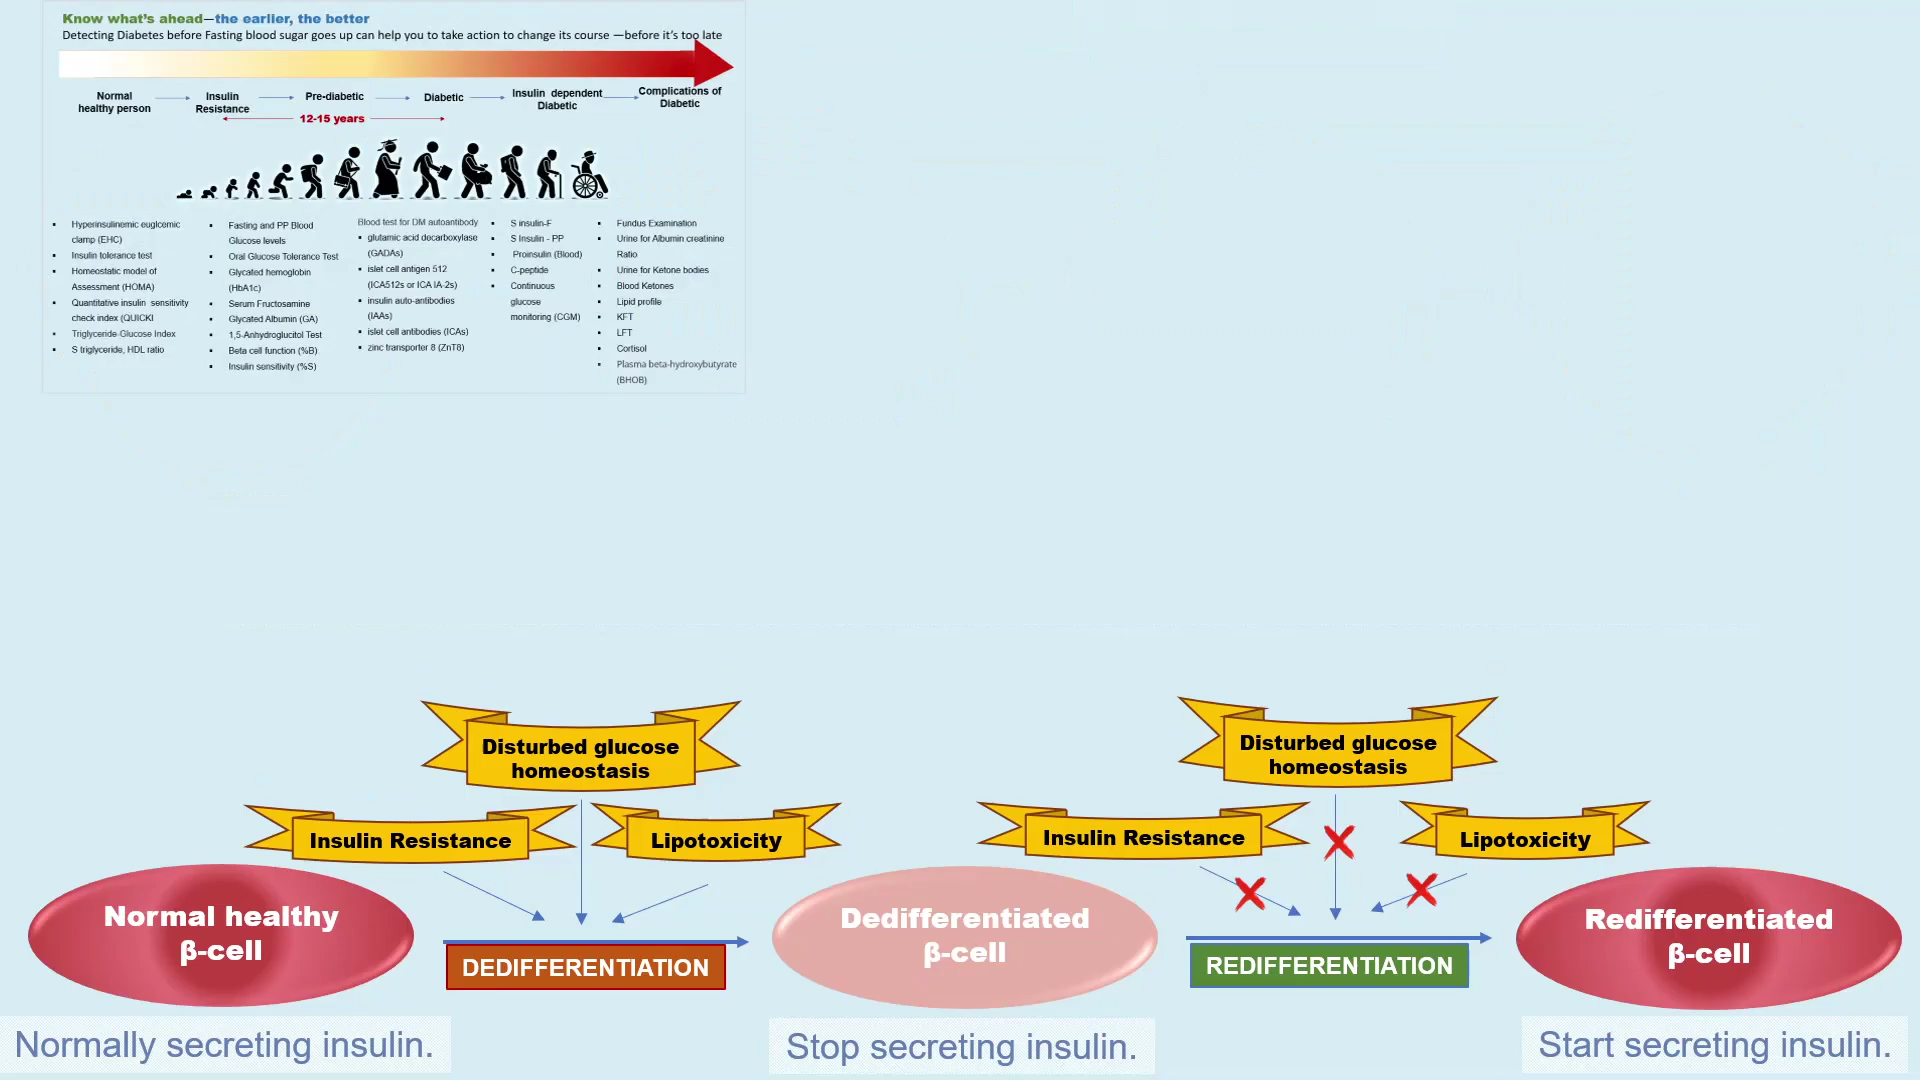 Know what's ahead—the earlier, the better
Detecting Diabetes before Fasting blood sugar goes up can help you to take action to change its course —before it's too late
Normal
healthy person
Insulin
Resistance
Pre-diabetic
Diabetic
Insulin dependent
Diabetic
Complications of
Diabetic
12-15 years
Hyperinsulinemic euglcemic
clamp (EHC)
Insulin tolerance test
Homeostatic model of
Assessment (HOMA)
Quantitative insulin sensitivity
check index (QUICKI
Triglyceride-Glucose Index
S triglyceride, HDL ratio
Fasting and PP Blood
Glucose levels
Oral Glucose Tolerance Test
Glycated hemoglobin
(HbA1c)
Serum Fructosamine
Glycated Albumin (GA)
1,5-Anhydroglucitol Test
Beta cell function (%B)
Insulin sensitivity (%S)
Blood test for DM autoantibody
glutamic acid decarboxylase
(GADAs)
islet cell antigen 512
(ICA512s or ICA IA-2s)
insulin auto-antibodies
(IAAs)
islet cell antibodies (ICAs)
zinc transporter 8 (ZnT8)
S insulin-F
S Insulin - PP
Proinsulin (Blood)
C-peptide
Continuous
glucose
monitoring (CGM)
Fundus Examination
Urine for Albumin creatinine
Ratio
Urine for Ketone bodies
Blood Ketones
Lipid profile
KFT
LFT
Cortisol
Plasma beta-hydroxybutyrate
(BHOB)
Disturbed glucose
homeostasis
Insulin Resistance
Lipotoxicity
Normal healthy
β-cell
DEDIFFERENTIATION
Normally secreting insulin.
Dedifferentiated
β-cell
Stop secreting insulin.
Disturbed glucose
homeostasis
Insulin Resistance
Lipotoxicity
REDIFFERENTIATION
Redifferentiated
β-cell
Start secreting insulin.